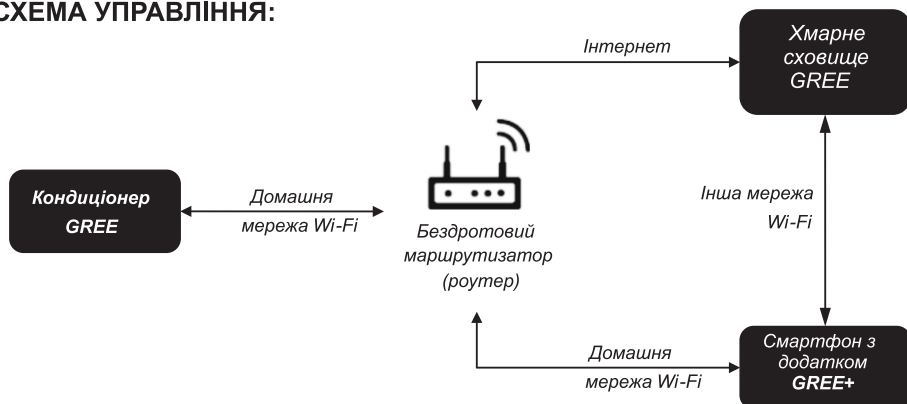 СХЕМА УПРАВЛІННЯ:
Інтернет
Хмарне
сховище
GREE
Кондиціонер
GREE
Домашня
мережа Wi-Fi
Бездротовий
маршрутизатор
(роутер)
Інша мережа
Wi-Fi
Домашня
мережа Wi-Fi
Смартфон з
додатком
GREE+